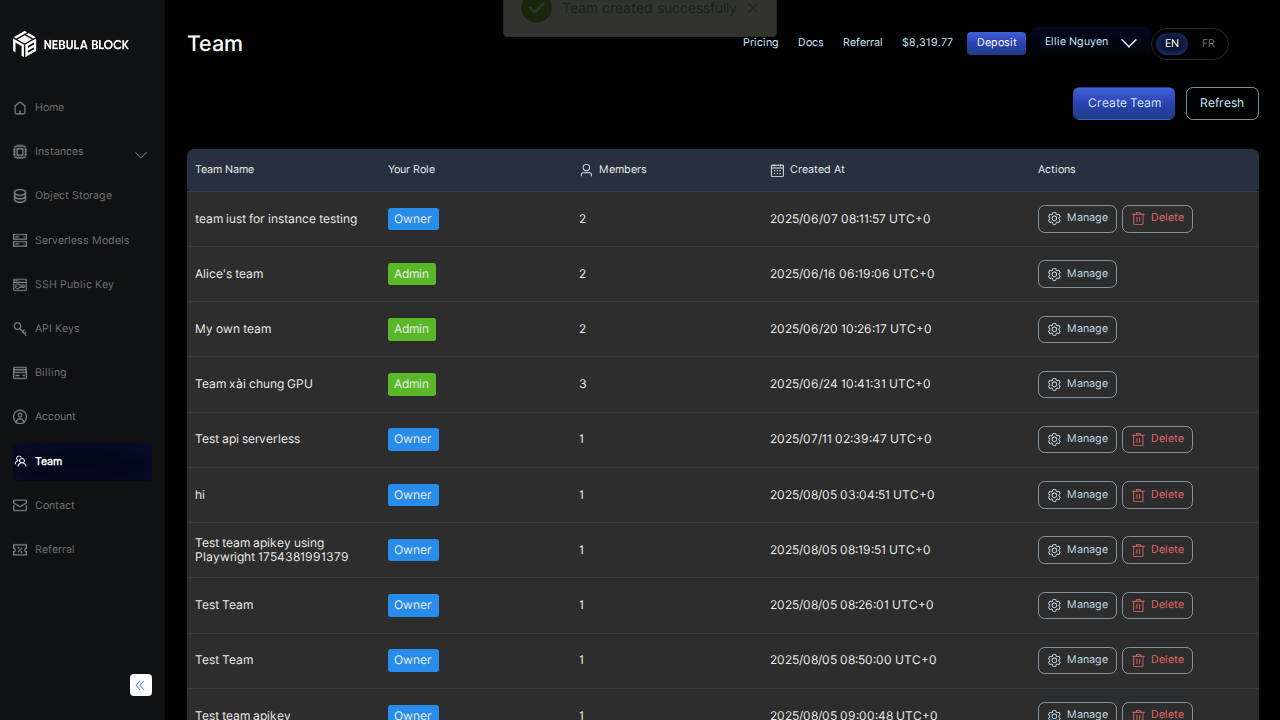 Team created successfully
NEBULA BLOCK
Team
Pricing Docs Referral $8,319.77 Deposit Ellie Nguyen EN FR
Create Team Refresh
Home
Instances
Object Storage
Serverless Models
SSH Public Key
API Keys
Billing
Account
Team
Contact
Referral
Team Name Your Role Members Created At Actions
team iust for instance testing Owner 2 2025/06/07 08:11:57 UTC+0 Manage Delete
Alice's team Admin 2 2025/06/16 06:19:06 UTC+0 Manage
My own team Admin 2 2025/06/20 10:26:17 UTC+0 Manage
Team xài chung GPU Admin 3 2025/06/24 10:41:31 UTC+0 Manage
Test api serverless Owner 1 2025/07/11 02:39:47 UTC+0 Manage Delete
hi Owner 1 2025/08/05 03:04:51 UTC+0 Manage Delete
Test team apikey using
Playwright 1754381991379 Owner 1 2025/08/05 08:19:51 UTC+0 Manage Delete
Test Team Owner 1 2025/08/05 08:26:01 UTC+0 Manage Delete
Test Team Owner 1 2025/08/05 08:50:00 UTC+0 Manage Delete
Test team apikey Owner 1 2025/08/05 09:00:48 UTC+0 Manage Delete